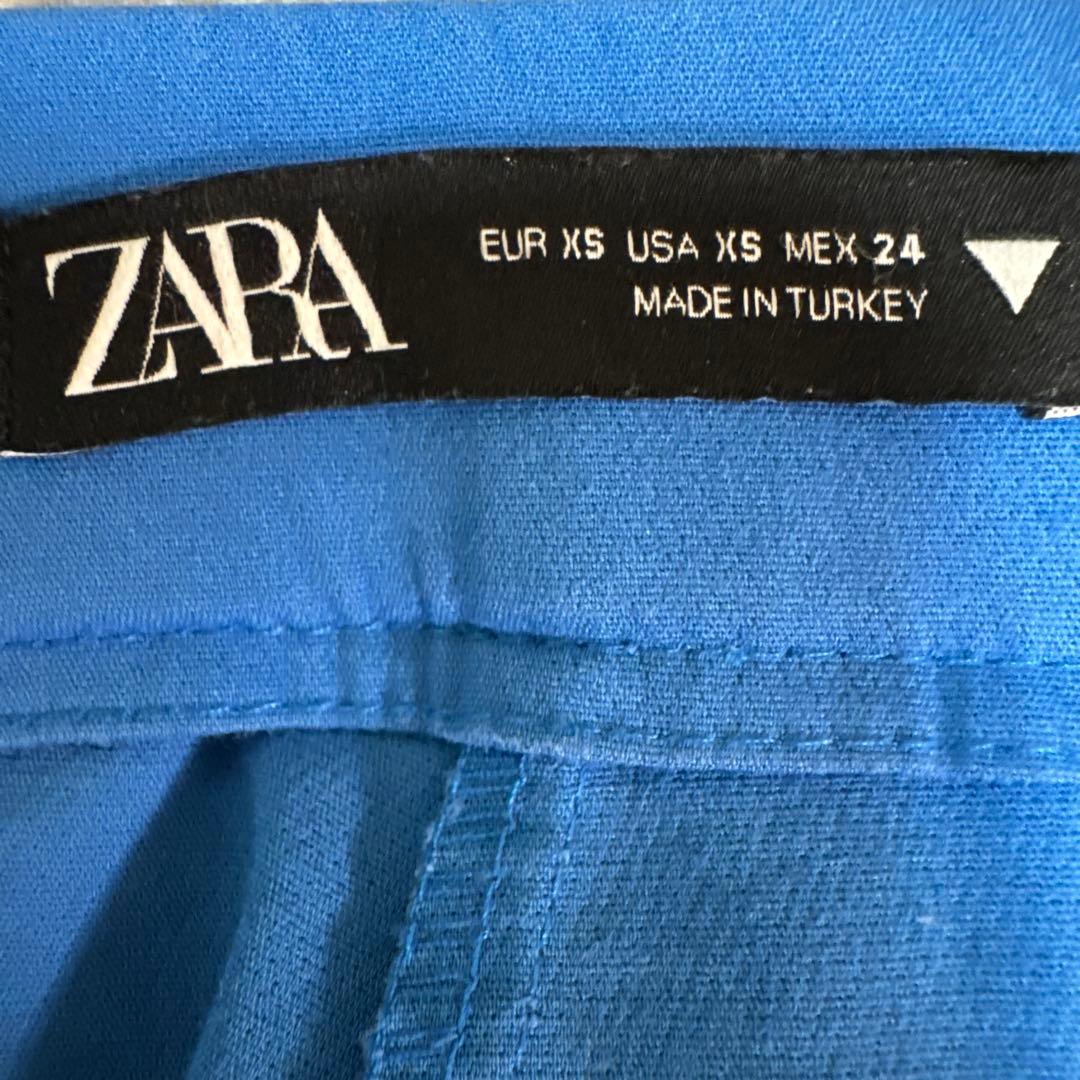 ZARA
EUR XS USA XS MEX 24
MADE IN TURKEY